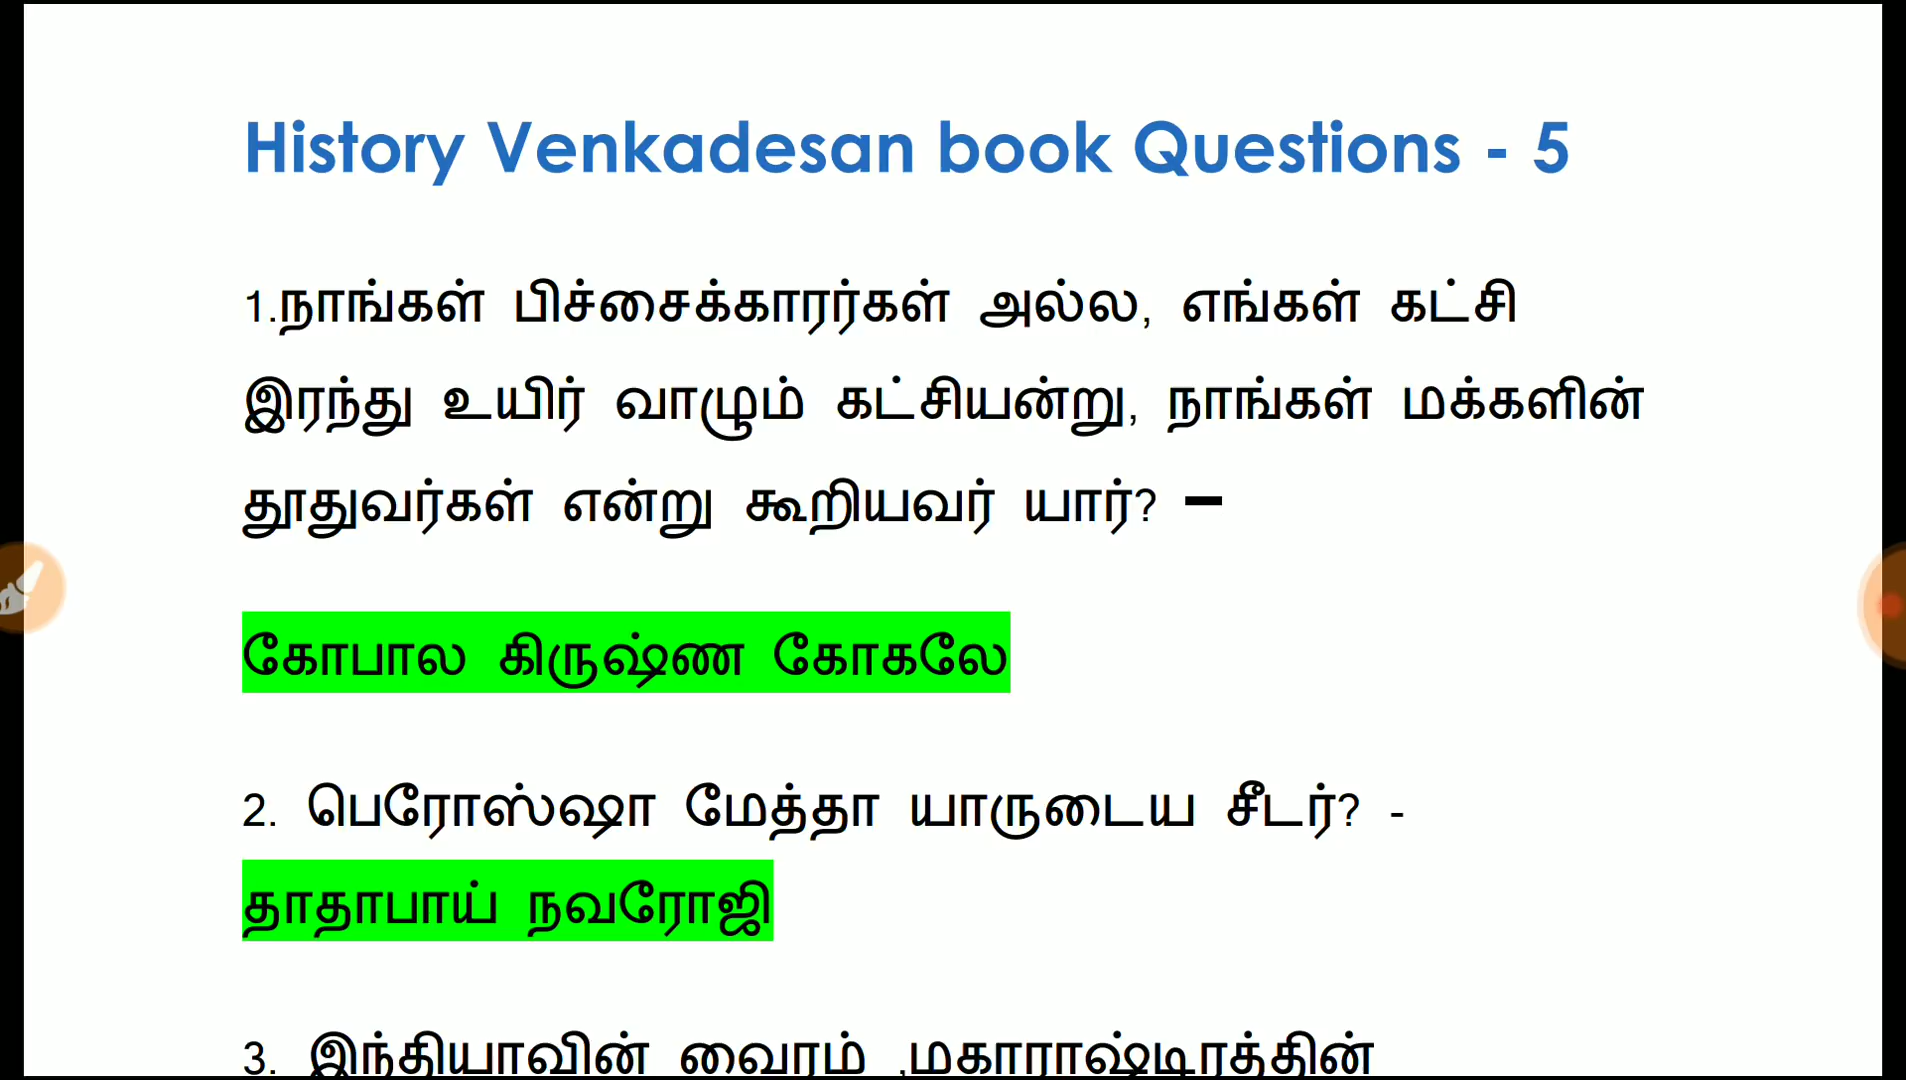 History Venkadesan book Questions - 5
1.நாங்கள் பிச்சைக்காரர்கள் அல்ல, எங்கள் கட்சி
இரந்து உயிர் வாழும் கட்சியன்று, நாங்கள் மக்களின்
தூதுவர்கள் என்று கூறியவர் யார்? –
கோபால கிருஷ்ண கோகலே
2. பெரோஸ்ஷா மேத்தா யாருடைய சீடர்? -
தாதாபாய் நவரோஜி
3. இந்தியாவின் வைரம் ,மகாராஷ்டிரத்தின்